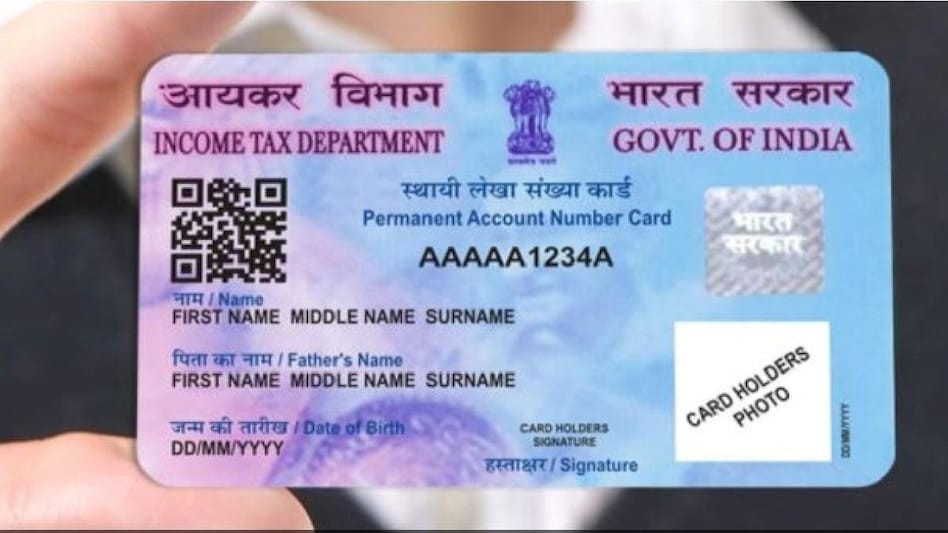 आयकर विभाग
INCOME TAX DEPARTMENT
भारत सरकार
GOVT. OF INDIA
सत्यमेव जयते
स्थायी लेखा संख्या कार्ड
Permanent Account Number Card
AAAAA1234A
भारत
सरकार
नाम / Name
FIRST NAME MIDDLE NAME SURNAME
पिता का नाम / Father's Name
FIRST NAME MIDDLE NAME SURNAME
CARD HOLDERS
PHOTO
जन्म की तारीख / Date of Birth
DD/MM/YYYY
CARD HOLDERS
SIGNATURE
हस्ताक्षर / Signature
DD/MM/YYYY